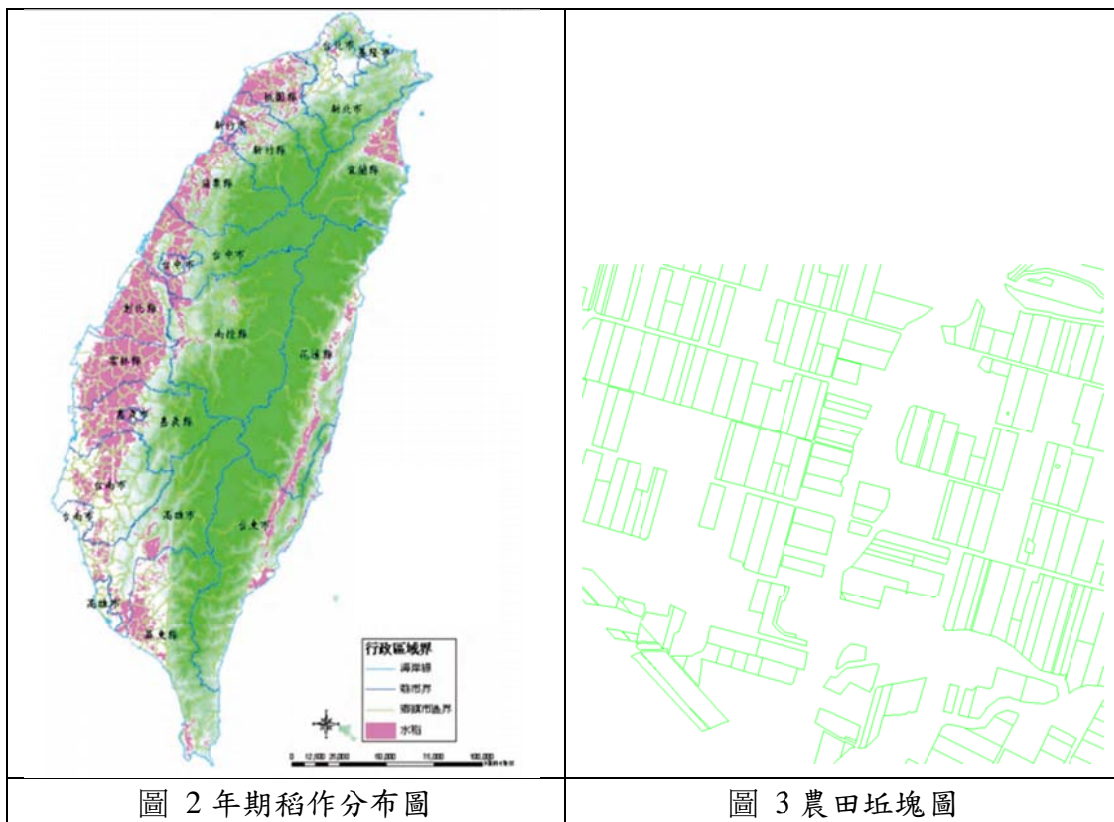 台北市
基隆市
桃園縣
新北市
新竹市
新竹縣
宜蘭縣
苗栗縣
台中市
台中市
彰化縣
南投縣
雲林縣
花蓮縣
嘉義市
嘉義縣
台南市
台南市
高雄市
台東市
高雄市
屏東縣
行政區域界
海岸線
縣市界
鄉鎮市區界
水稻
圖 2 年期稻作分布圖
圖 3 農田坵塊圖